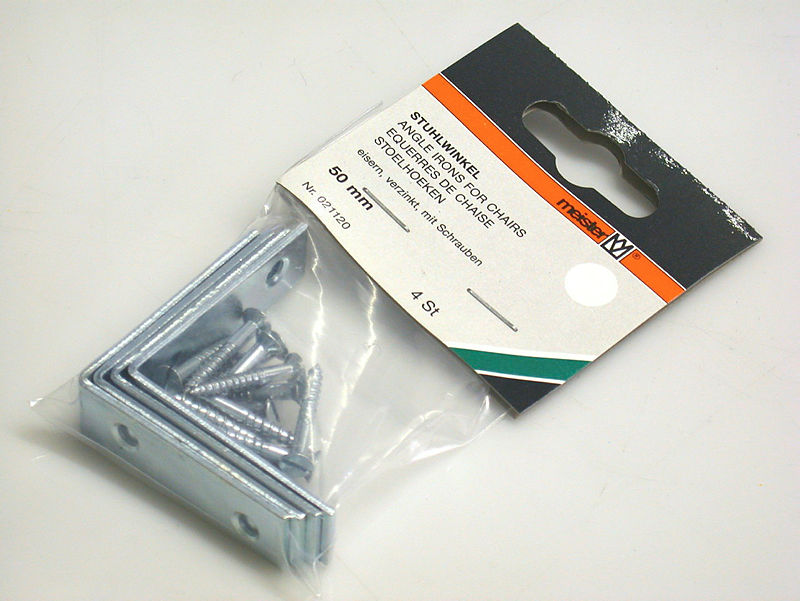 STUHLWINKEL
ANGLE IRONS FOR CHAIRS
EQUERRES DE CHAISE
STOELHOEKEN
eisern, verzinkt, mit Schrauben
50 mm
Nr. 021120
4 St
meister
®